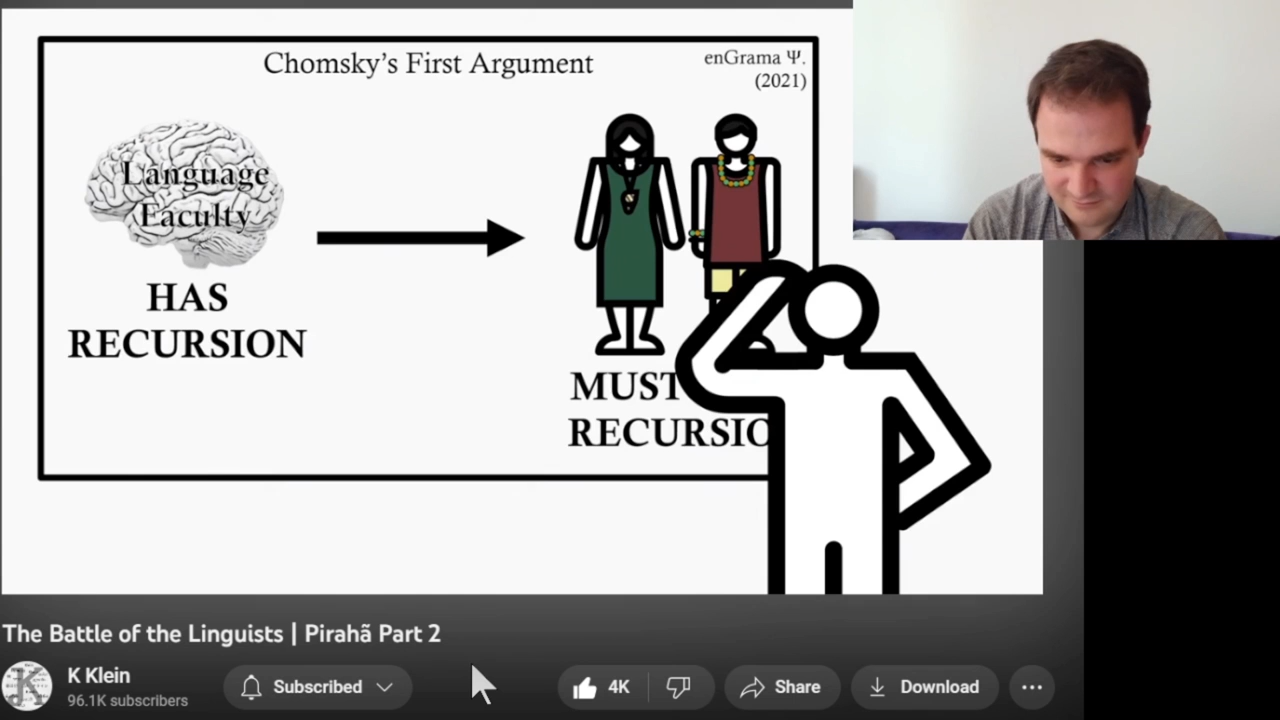 Chomsky's First Argument
enGrama Ψ.
(2021)
Language
Faculty
HAS
RECURSION
MUST
The Battle of the Linguists | Pirahã Part 2
K Klein
96.1K subscribers
Subscribed
4K
Share
Download